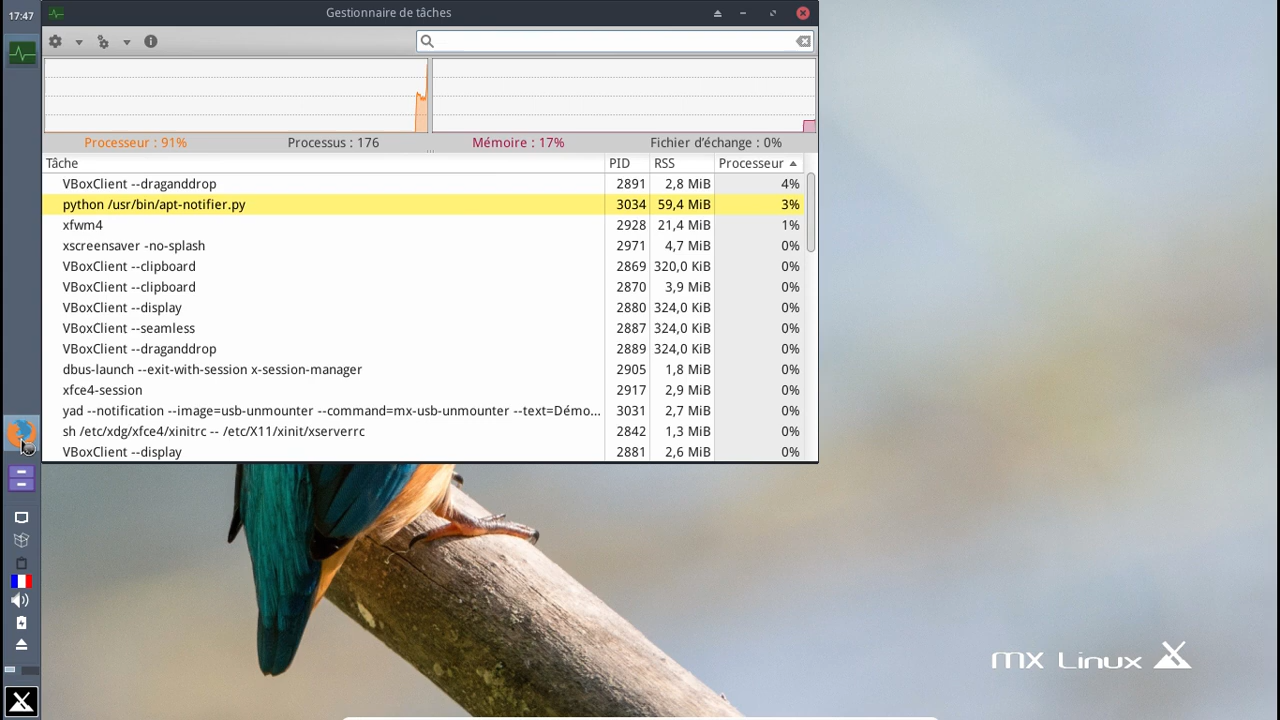 17:47
Gestionnaire de tâches
Processeur : 91% Processus : 176 Mémoire : 17% Fichier d'échange : 0%
Tâche PID RSS Processeur
VBoxClient --draganddrop 2891 2,8 MiB 4%
python /usr/bin/apt-notifier.py 3034 59,4 MiB 3%
xfwm4 2928 21,4 MiB 1%
xscreensaver -no-splash 2971 4,7 MiB 0%
VBoxClient --clipboard 2869 320,0 KiB 0%
VBoxClient --clipboard 2870 3,9 MiB 0%
VBoxClient --display 2880 324,0 KiB 0%
VBoxClient --seamless 2887 324,0 KiB 0%
VBoxClient --draganddrop 2889 324,0 KiB 0%
dbus-launch --exit-with-session x-session-manager 2905 1,8 MiB 0%
xfce4-session 2917 2,9 MiB 0%
yad --notification --image=usb-unmounter --command=mx-usb-unmounter --text=Démo... 3031 2,7 MiB 0%
sh /etc/xdg/xfce4/xinitrc -- /etc/X11/xinit/xserverrc 2842 1,3 MiB 0%
VBoxClient --display 2881 2,6 MiB 0%
mx Linux